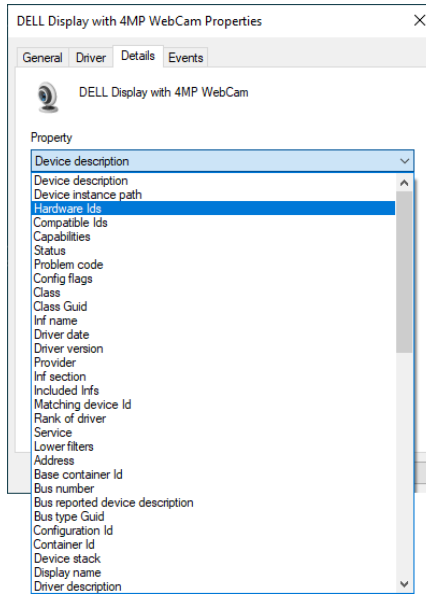 DELL Display with 4MP WebCam Properties
General Driver Details Events
DELL Display with 4MP WebCam
Property
Device description
Device description
Device instance path
Hardware Ids
Compatible Ids
Capabilities
Status
Problem code
Config flags
Class
Class Guid
Inf name
Driver date
Driver version
Provider
Inf section
Included Infs
Matching device Id
Rank of driver
Service
Lower filters
Address
Base container Id
Bus number
Bus reported device description
Bus type Guid
Configuration Id
Container Id
Device stack
Display name
Driver description